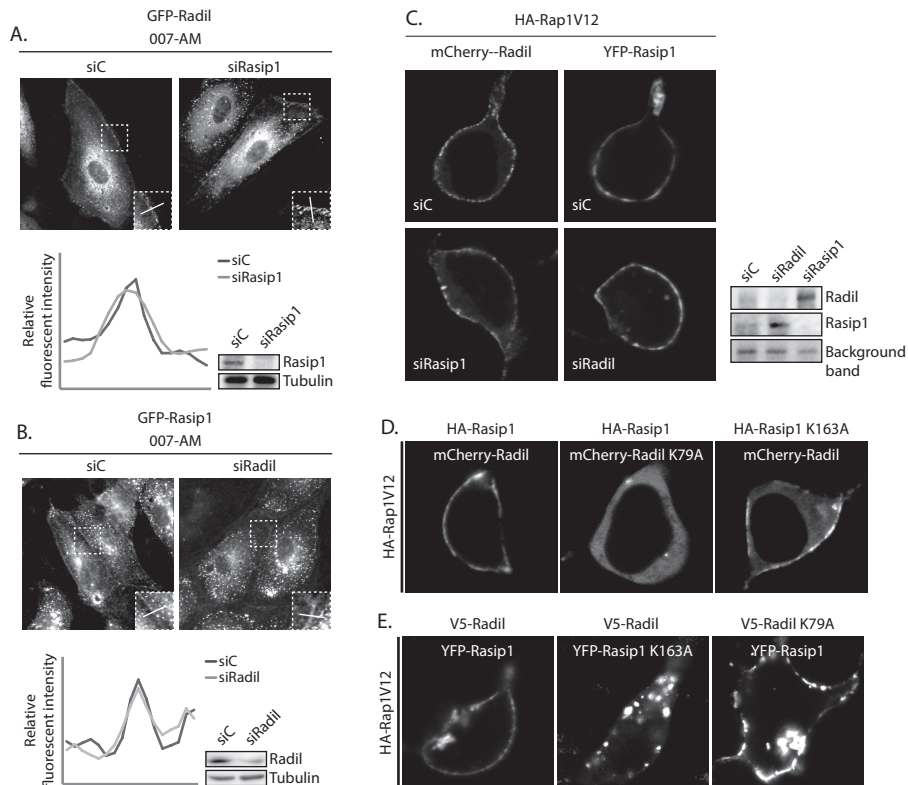 A.
GFP-Radil
007-AM
siC
siRasip1
Relative
fluorescent intensity
siC
siRasip1
siC
siRasip1
Rasip1
Tubulin
B.
GFP-Rasip1
007-AM
siC
siRadil
Relative
fluorescent intensity
siC
siRadil
siC
siRadil
Radil
Tubulin
C.
HA-Rap1V12
mCherry--Radil
YFP-Rasip1
siC
siC
siRasip1
siRadil
siC
siRadil
siRasip1
Radil
Rasip1
Background
band
D.
HA-Rasip1
HA-Rasip1
HA-Rasip1 K163A
HA-Rap1V12
mCherry-Radil
mCherry-Radil K79A
mCherry-Radil
E.
V5-Radil
V5-Radil
V5-Radil K79A
HA-Rap1V12
YFP-Rasip1
YFP-Rasip1 K163A
YFP-Rasip1